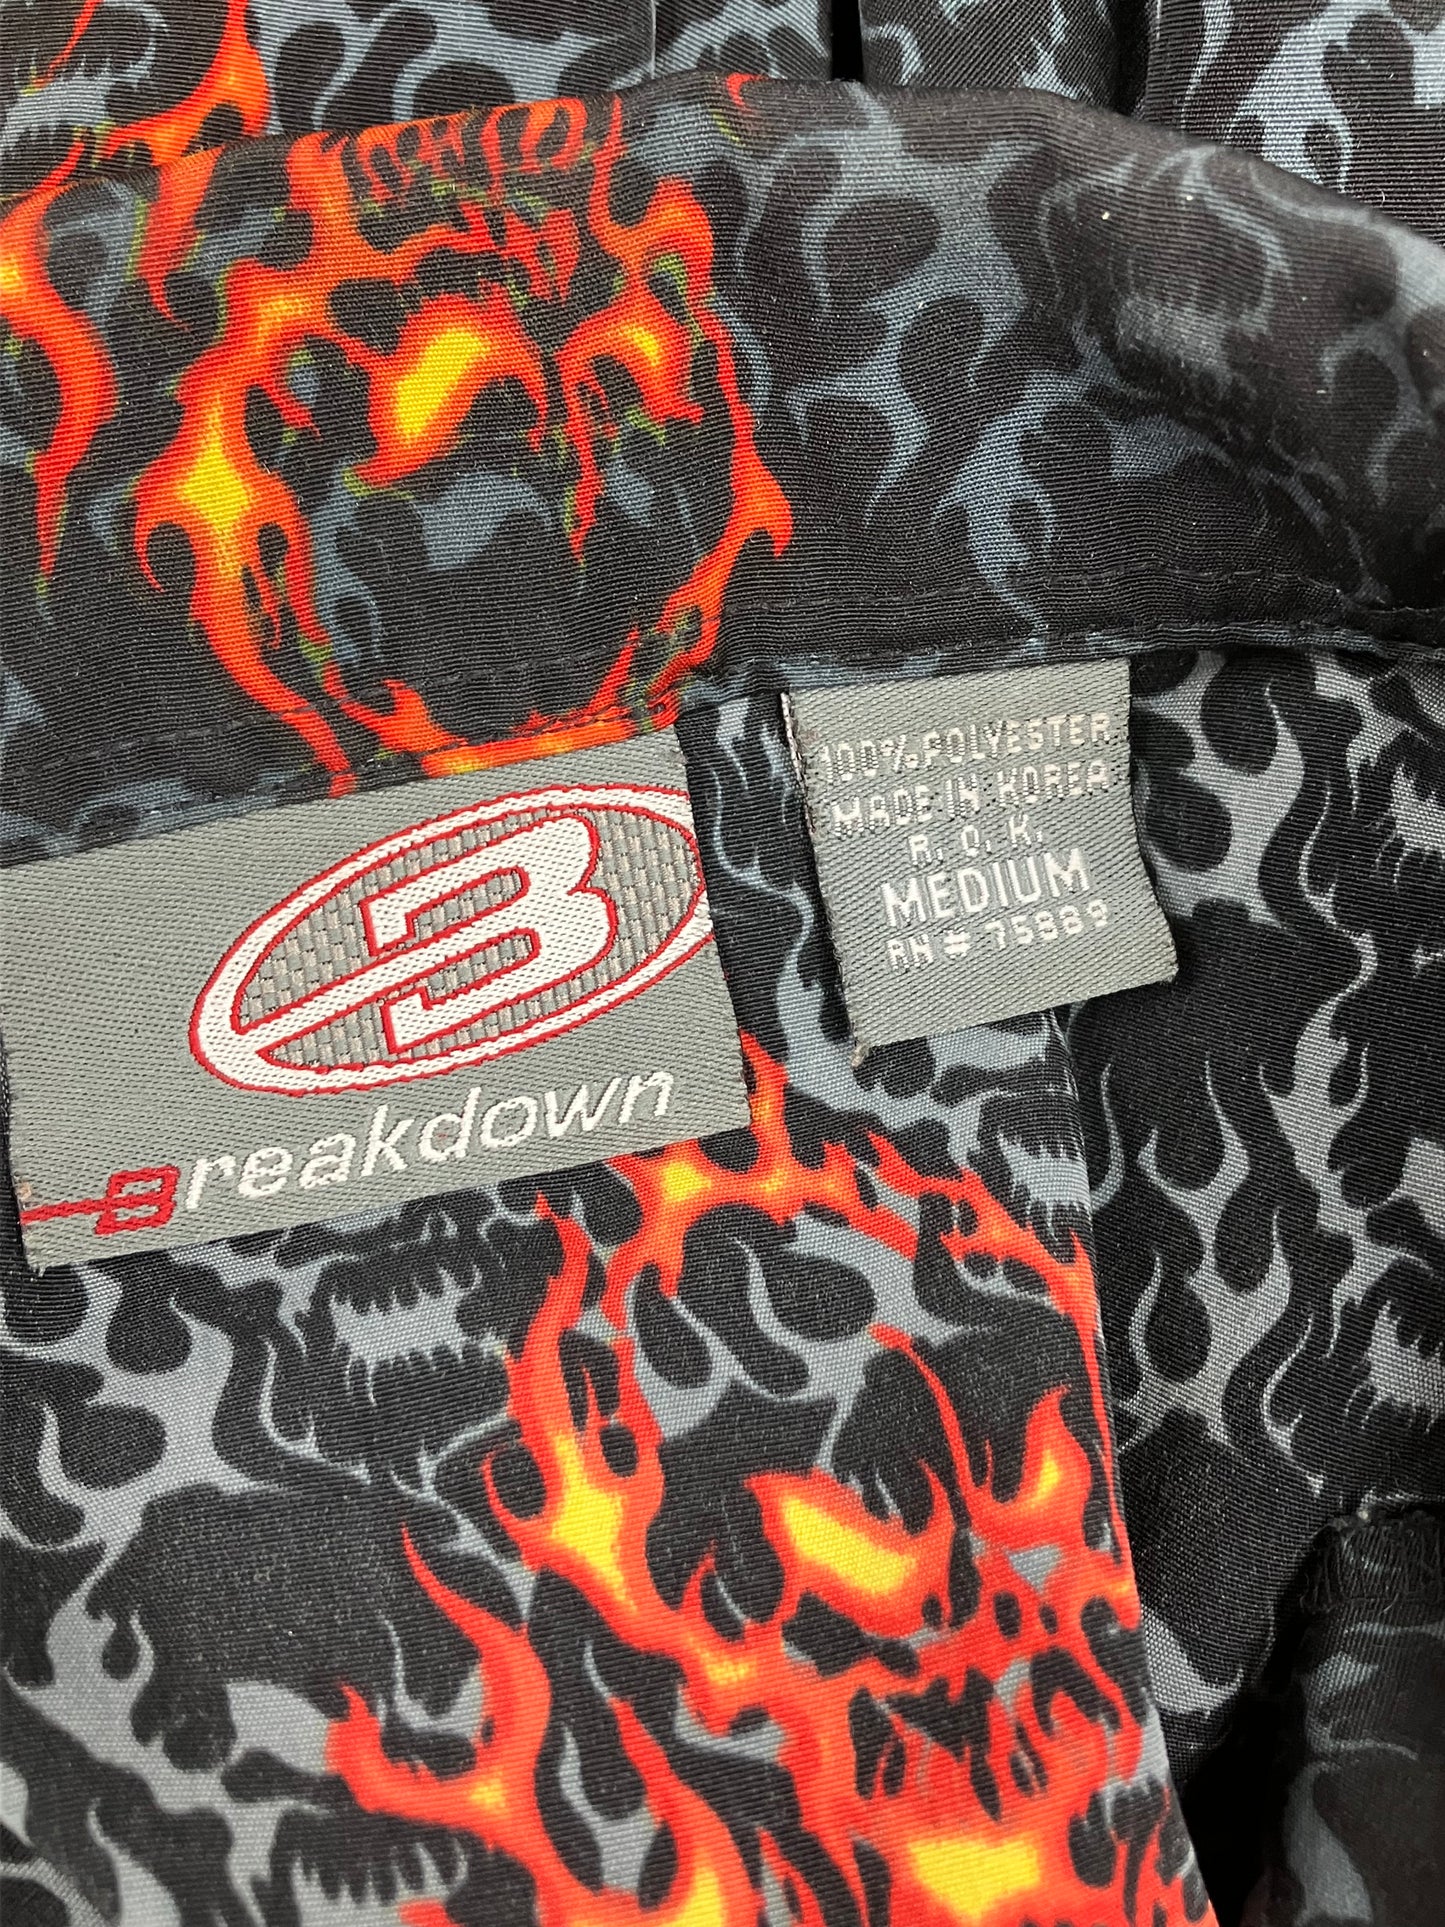 B
Breakdown
100% POLYESTER
MADE IN KOREA
R. O. K.
MEDIUM
RN# 75889